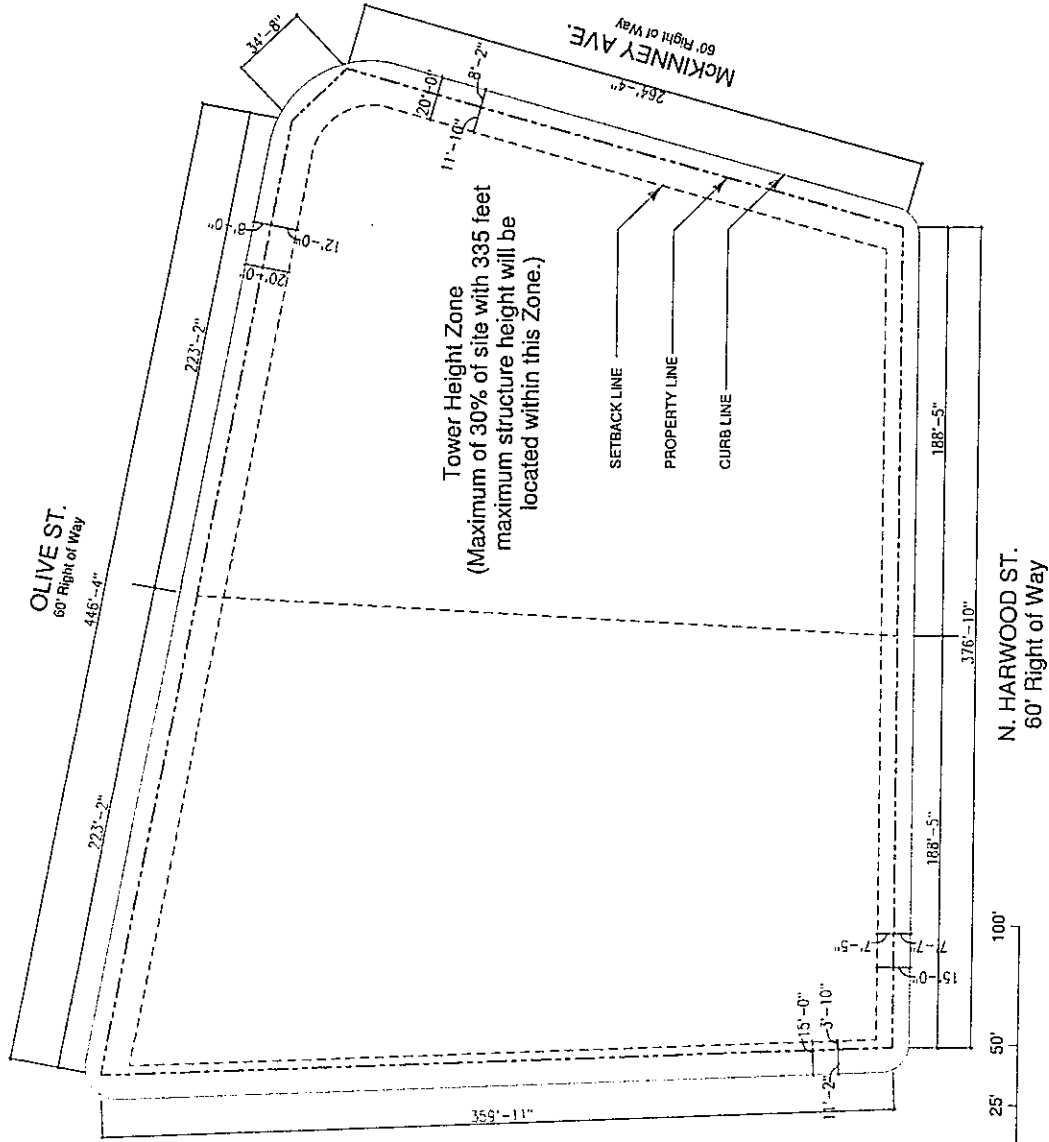 OLIVE ST.
60' Right of Way
446'-4"
223'-2"
223'-2"
34'-8"
McKINNEY AVE.
60' Right of Way
264'-4"
20'-0"
8'-2"
11'-10"
8'-0"
12'-0"
20'-0"
Tower Height Zone
(Maximum of 30% of site with 335 feet
maximum structure height will be
located within this Zone.)
SETBACK LINE
PROPERTY LINE
CURB LINE
359'-11"
15'-0"
3'-10"
11'-2"
7'-5"
7'-7"
15'-0"
188'-5"
188'-5"
376'-10"
N. HARWOOD ST.
60' Right of Way
25'
50'
100'